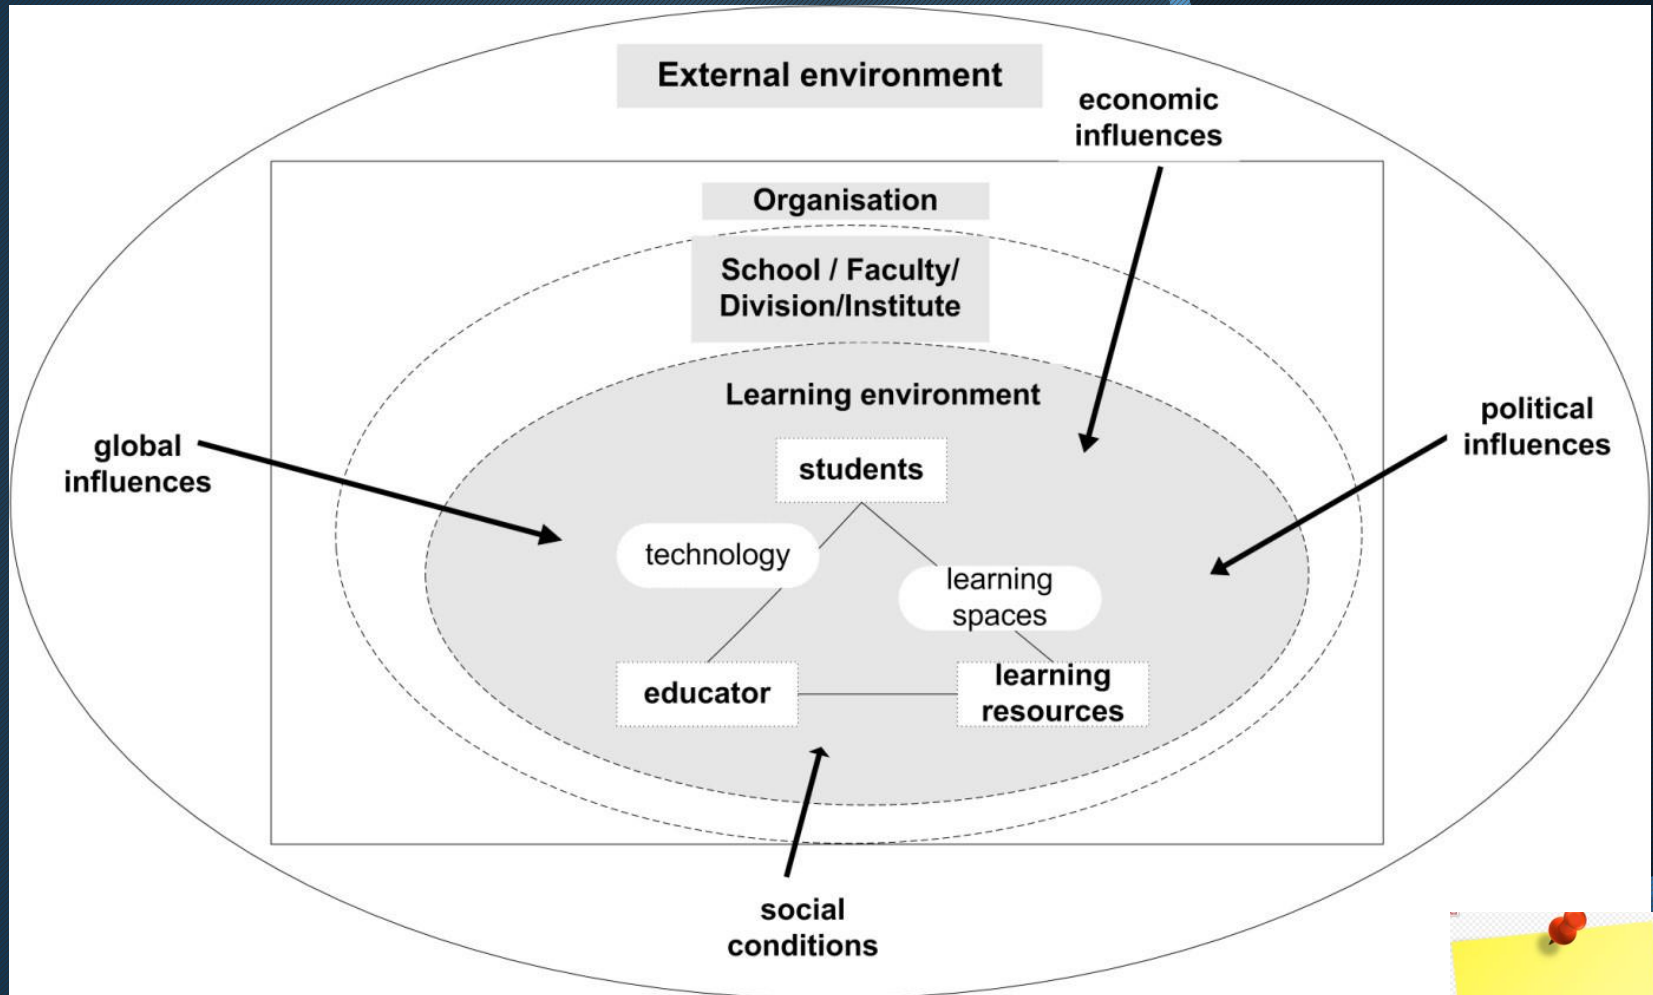 External environment
economic
influences
Organisation
School / Faculty/
Division/Institute
Learning environment
political
influences
global
influences
students
technology
learning
spaces
educator
learning
resources
social
conditions